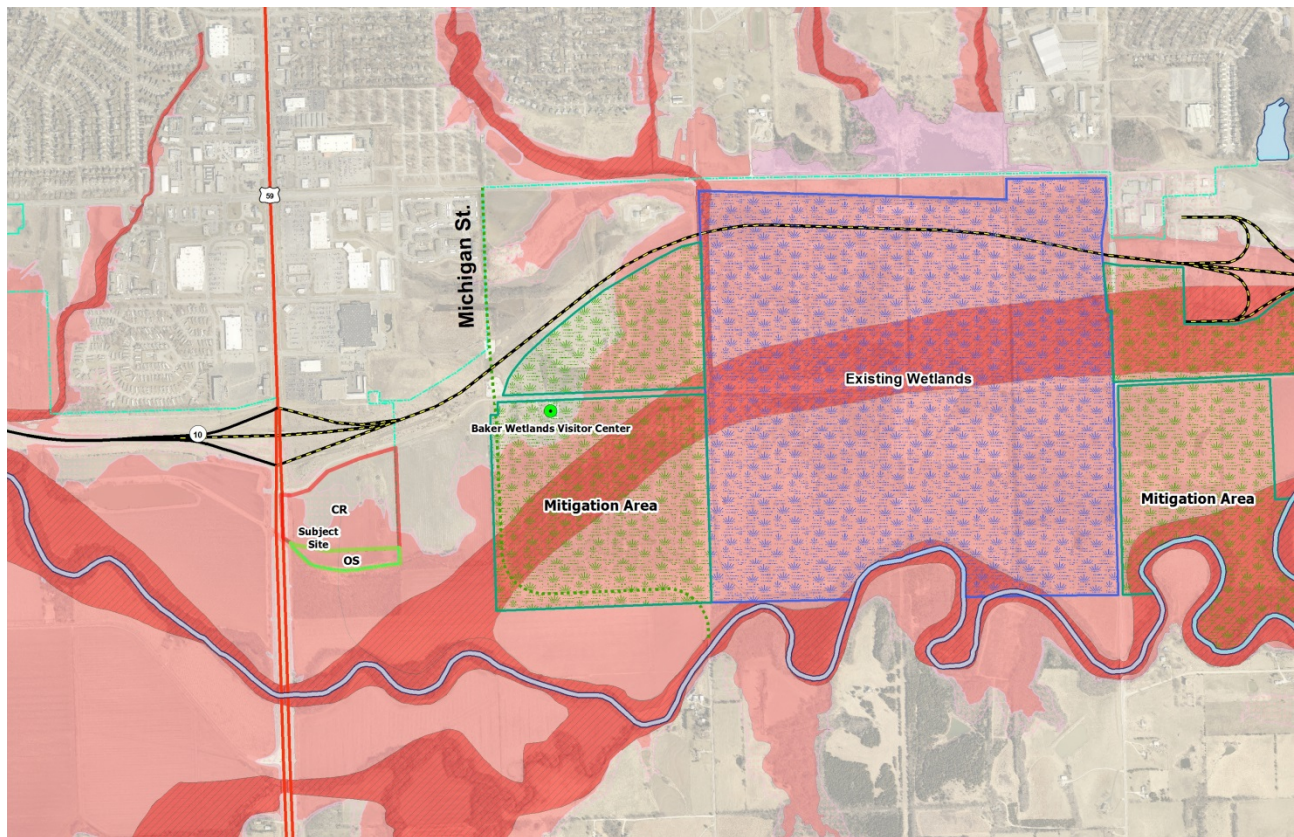 59
Michigan St.
Existing Wetlands
Baker Wetlands Visitor Center
10
Mitigation Area
Mitigation Area
CR
Subject
Site
OS